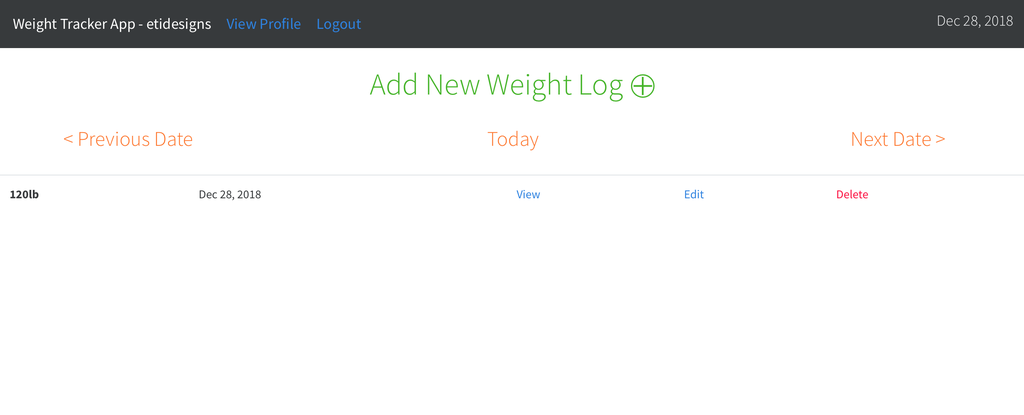 Weight Tracker App - etidesigns View Profile Logout Dec 28, 2018
Add New Weight Log
< Previous Date Today Next Date >
120lb Dec 28, 2018 View Edit Delete